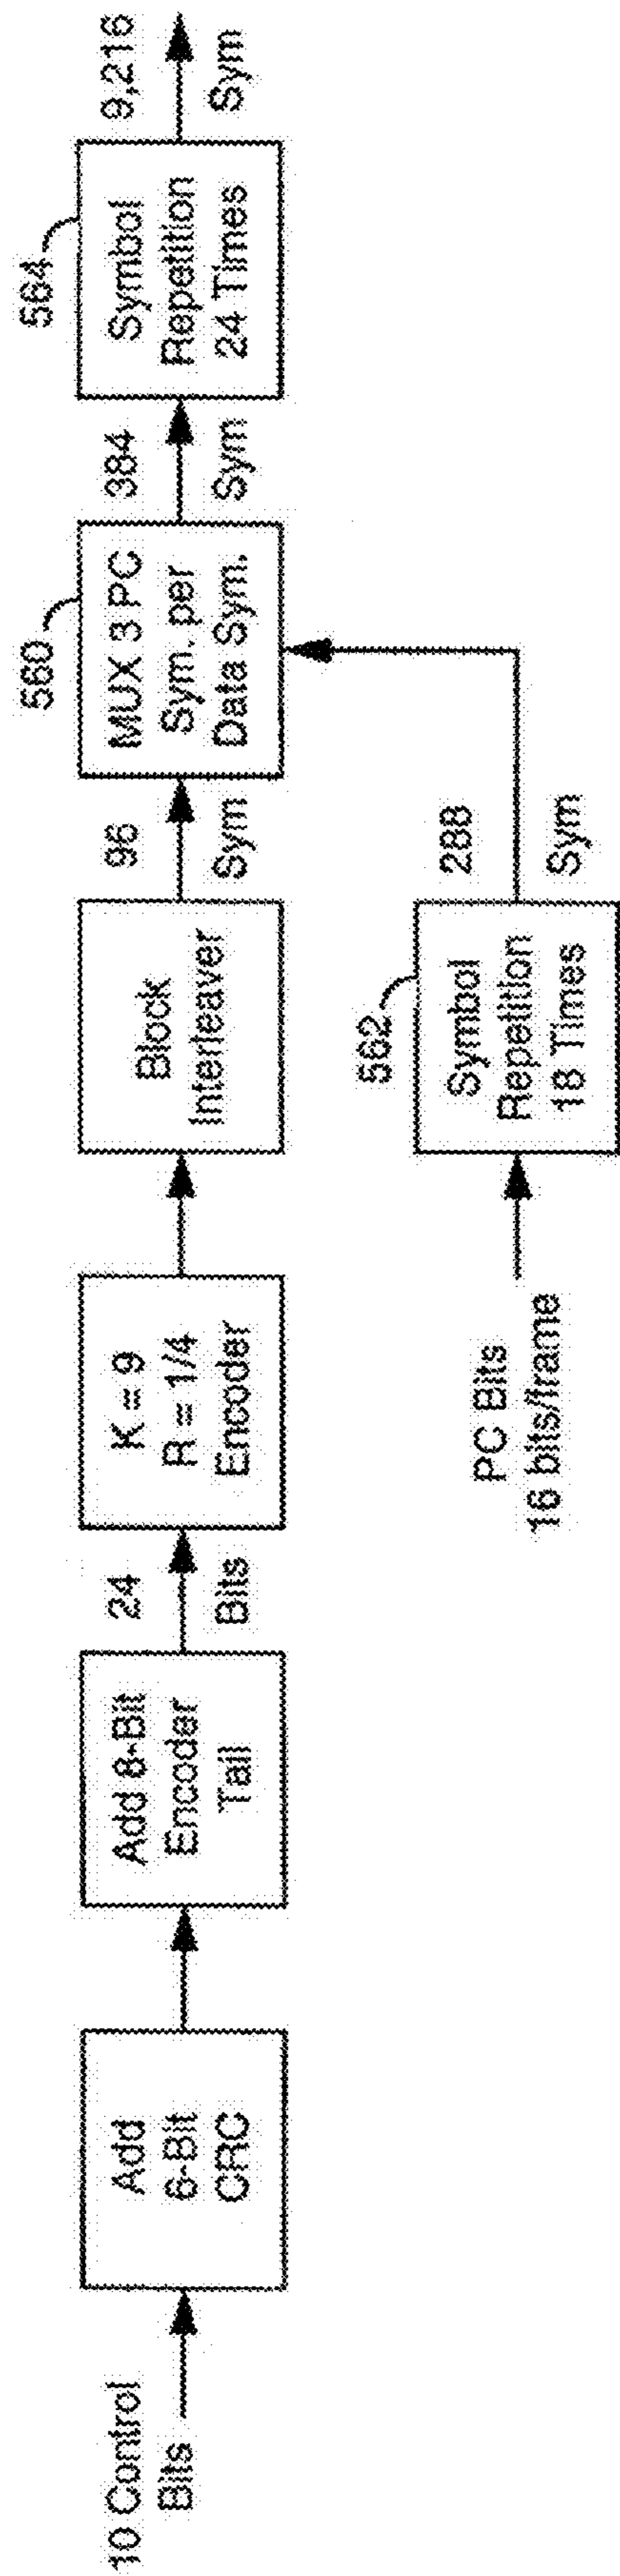 10 Control
Bits
Add
6-Bit
CRC
Add 8-Bit
Encoder
Tail
24
Bits
K = 9
R = 1/4
Encoder
Block
Interleaver
96
Sym
560
MUX 3 PC
Sym. per
Data Sym.
384
Sym
564
Symbol
Repetition
24 Times
9,216
Sym
PC Bits
16 bits/frame
562
Symbol
Repetition
18 Times
288
Sym